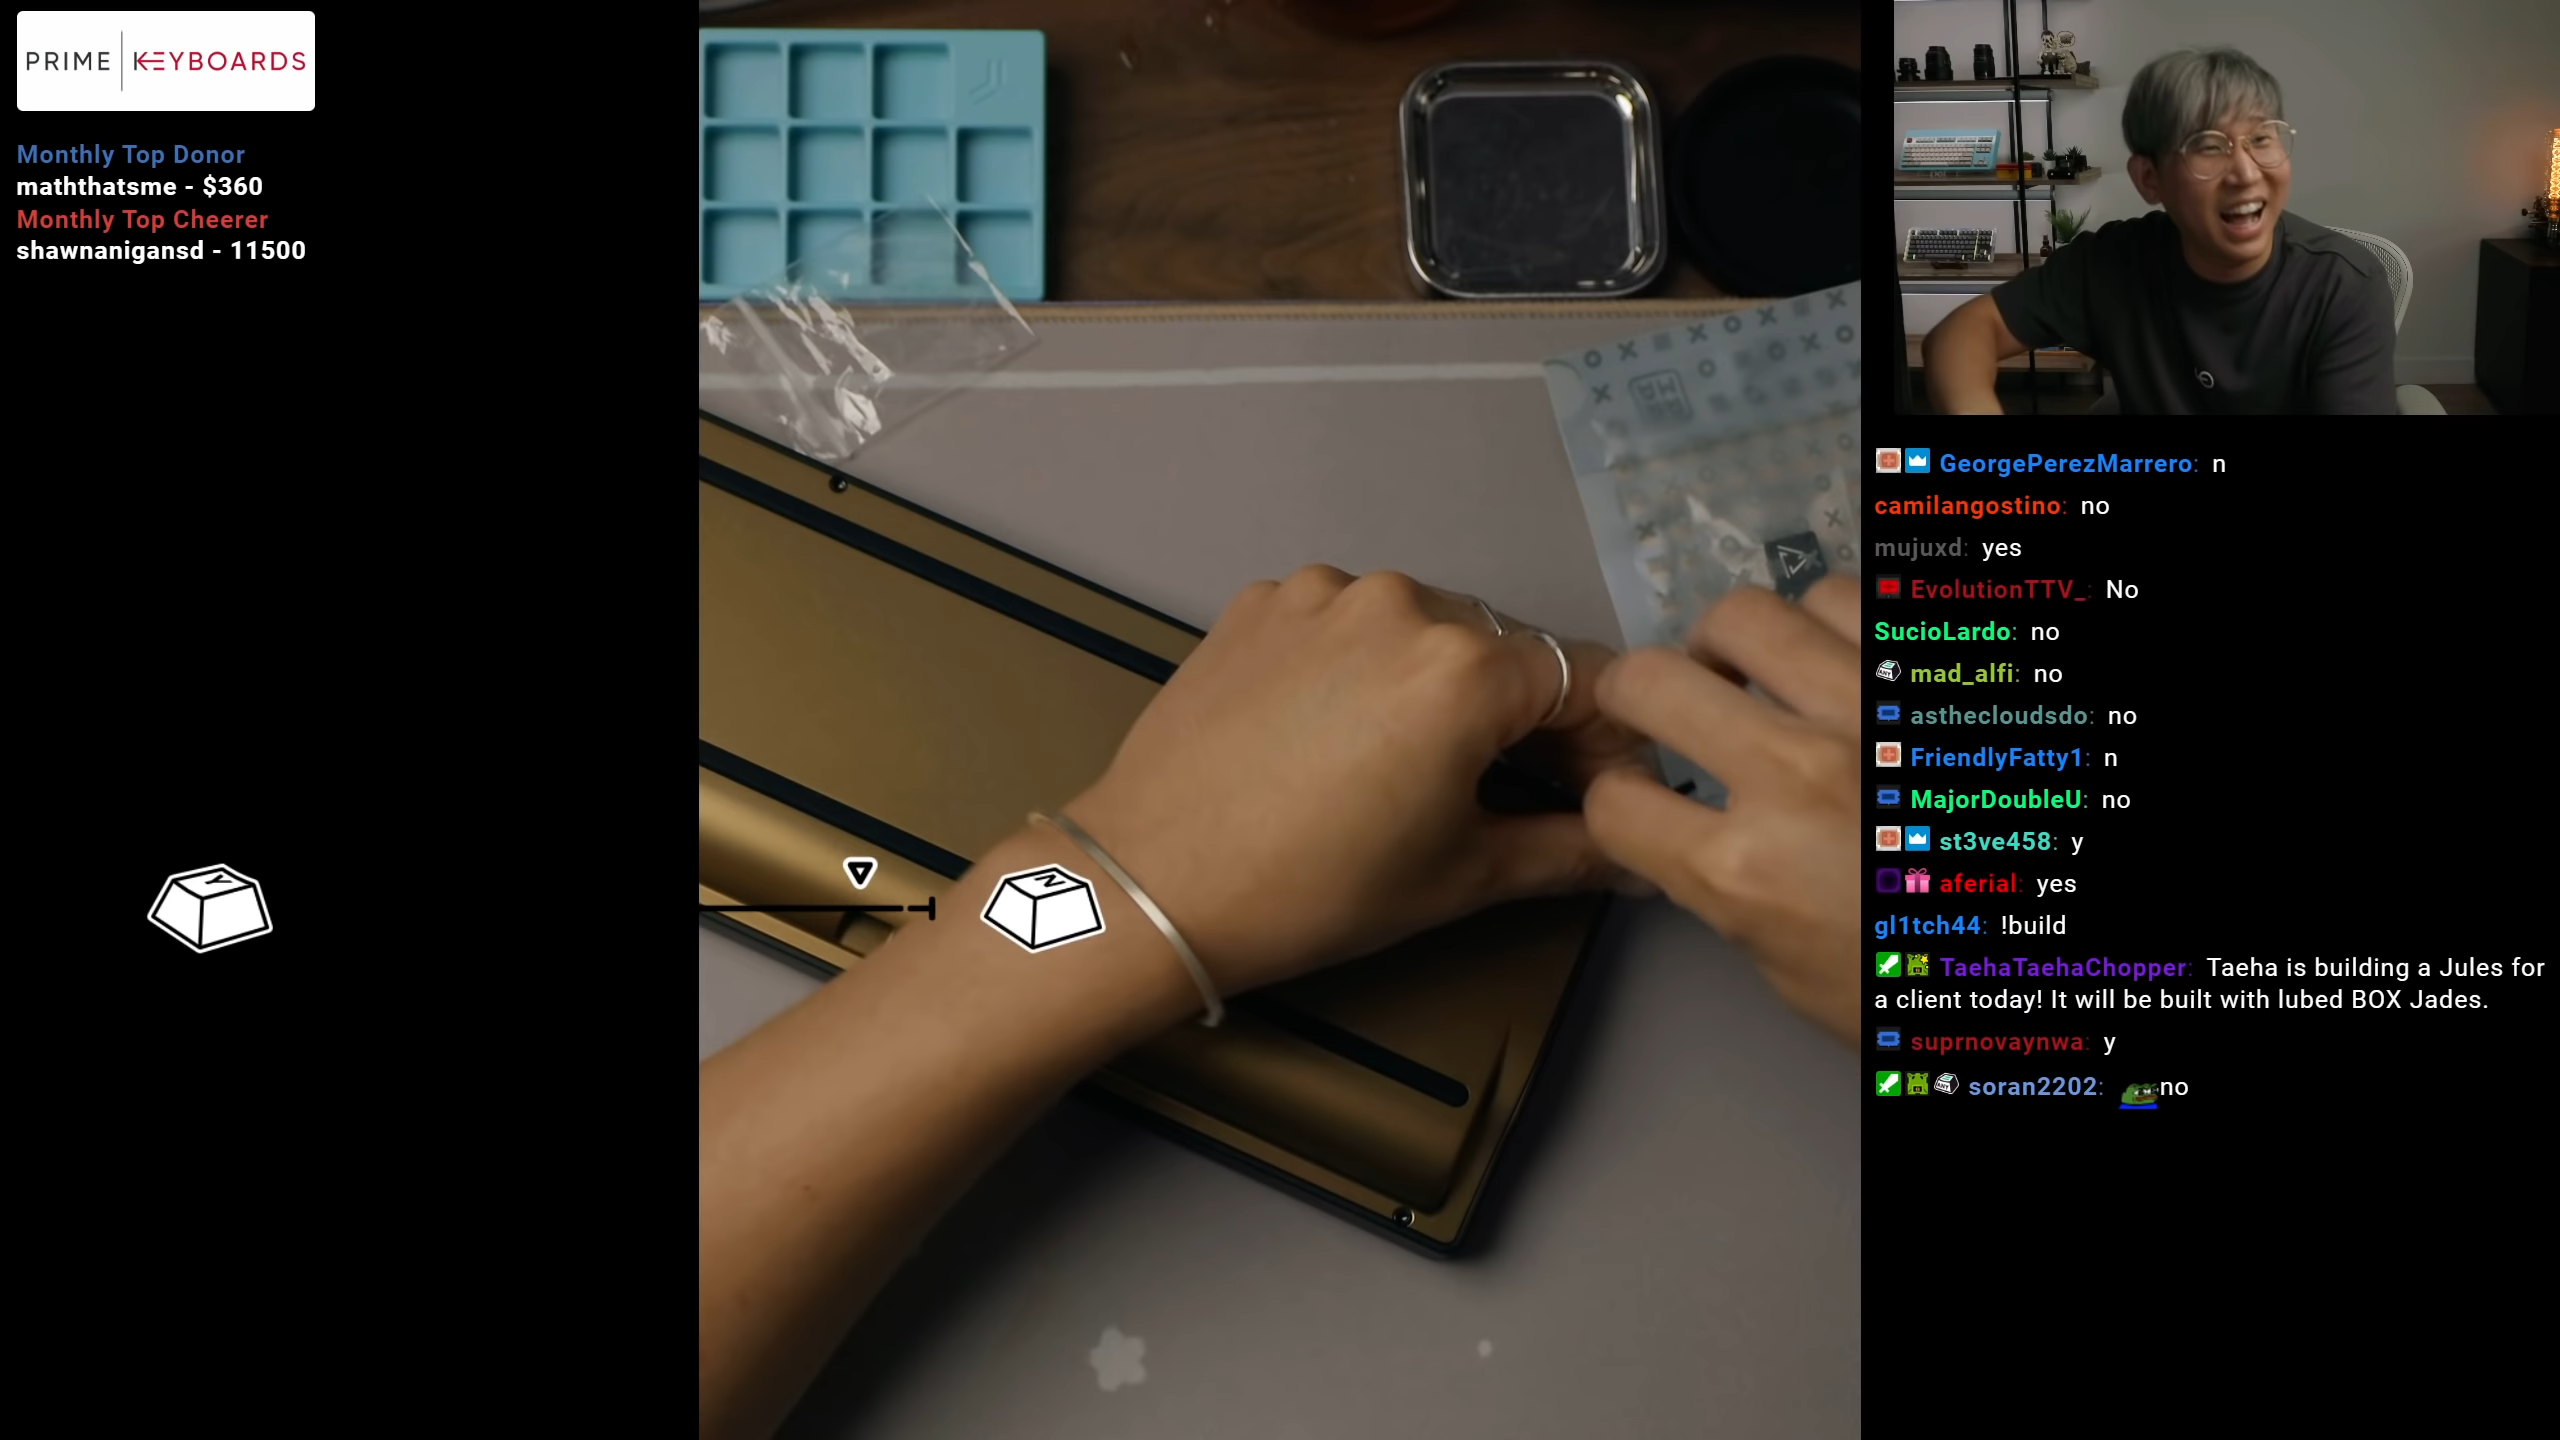 PRIME | KEYBOARDS
Monthly Top Donor
maththatsme - $360
Monthly Top Cheerer
shawnanigansd - 11500
Y
N
GeorgePerezMarrero: n
camilangostino: no
mujuxd: yes
EvolutionTTV_: No
SucioLardo: no
mad_alfi: no
asthecloudsdo: no
FriendlyFatty1: n
MajorDoubleU: no
st3ve458: y
aferial: yes
gl1tch44: !build
TaehaTaehaChopper: Taeha is building a Jules for
a client today! It will be built with lubed BOX Jades.
suprnovaynwa: y
soran2202: no